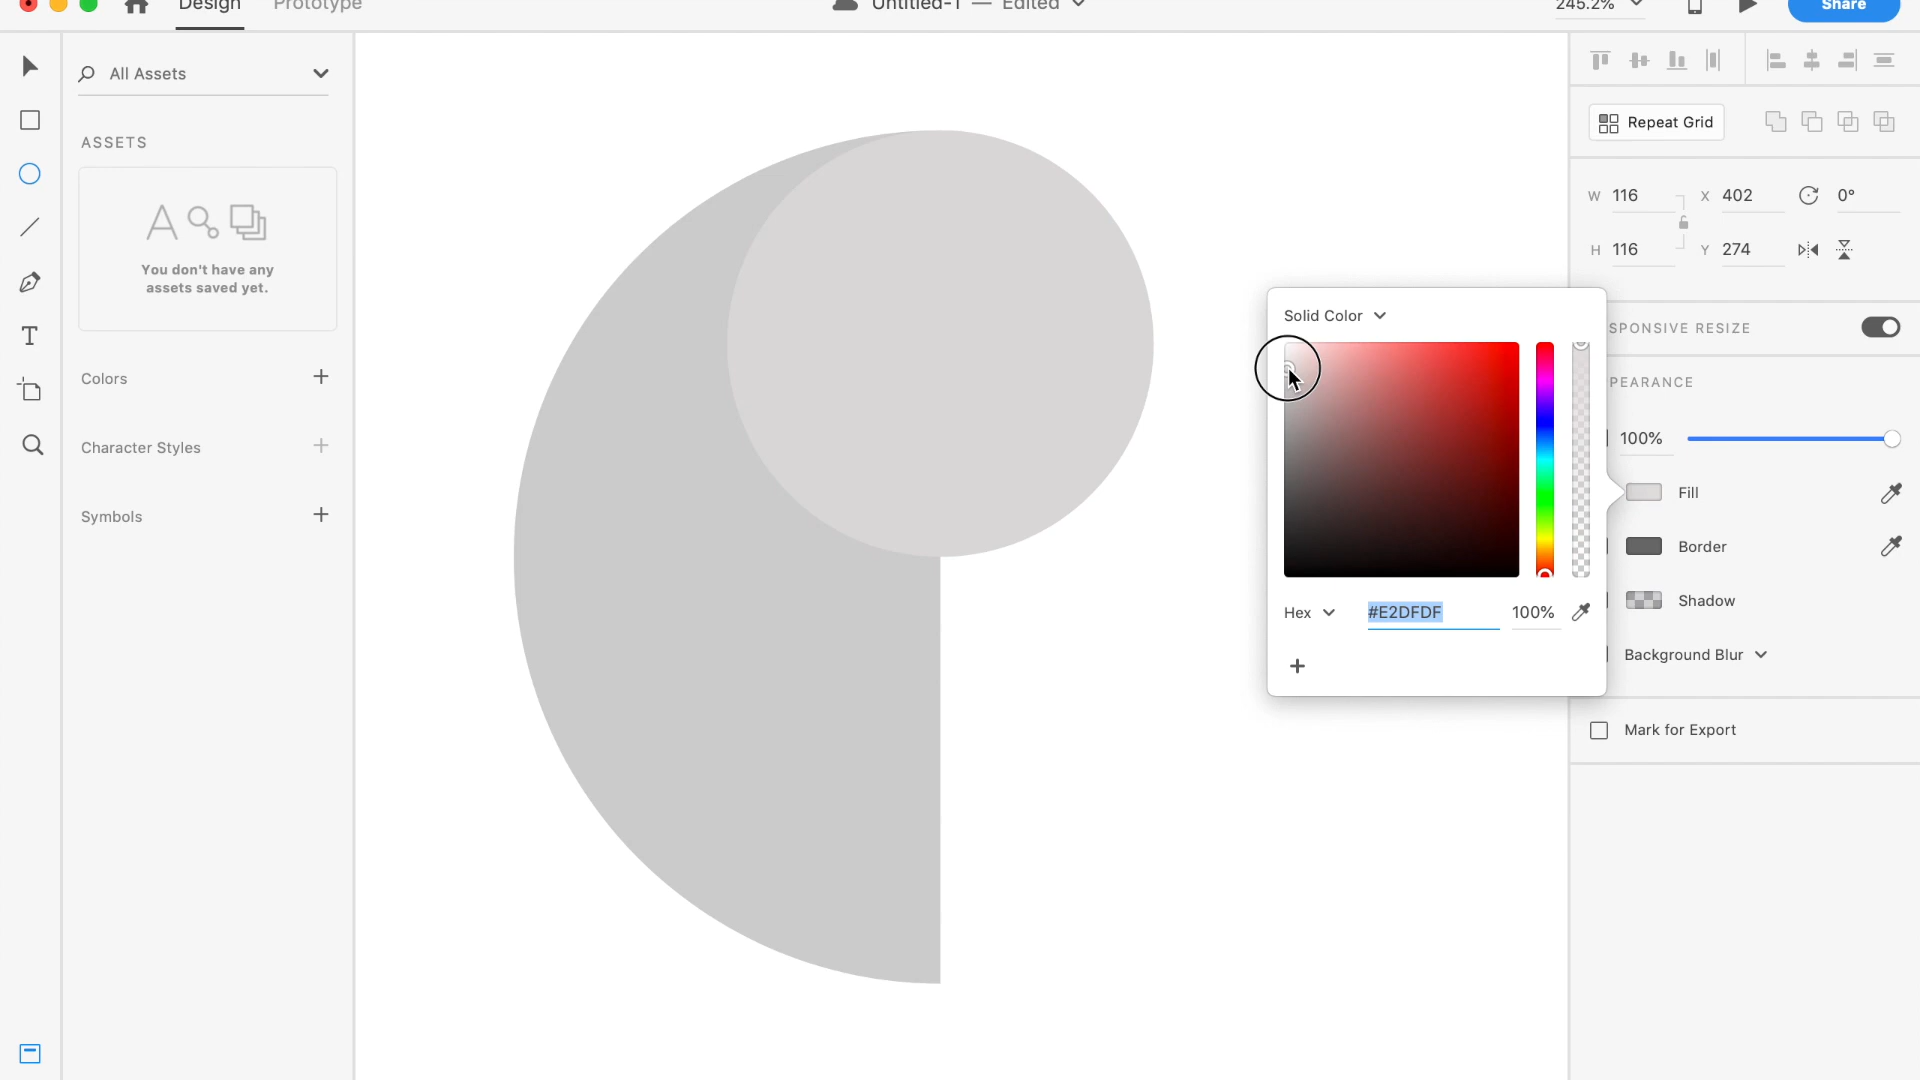 Design
Prototype
Untitled-1 — Edited
245.2%
Share
All Assets
ASSETS
You don't have any
assets saved yet.
Colors
Character Styles
Symbols
Repeat Grid
W 116
X 402
0°
H 116
Y 274
SPONSIVE RESIZE
PEARANCE
100%
Fill
Border
Shadow
Background Blur
Mark for Export
Solid Color
Hex
#E2DFDF
100%